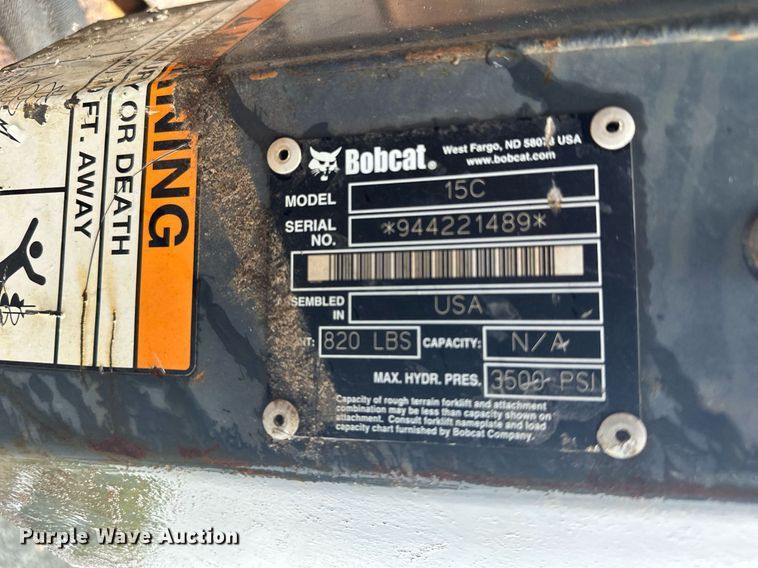 WARNING
OR DEATH
FT. AWAY
Bobcat®
West Fargo, ND 58078 USA
www.bobcat.com
MODEL 15C
SERIAL NO. *944221489*
SEMBLED IN USA
820 LBS CAPACITY: N/A
MAX. HYDR. PRES. 3500 PSI
Capacity of rough terrain forklift and attachment
combination may be less than capacity shown on
attachment. Consult forklift nameplate and load
capacity chart furnished by Bobcat Company.
Purple Wave Auction